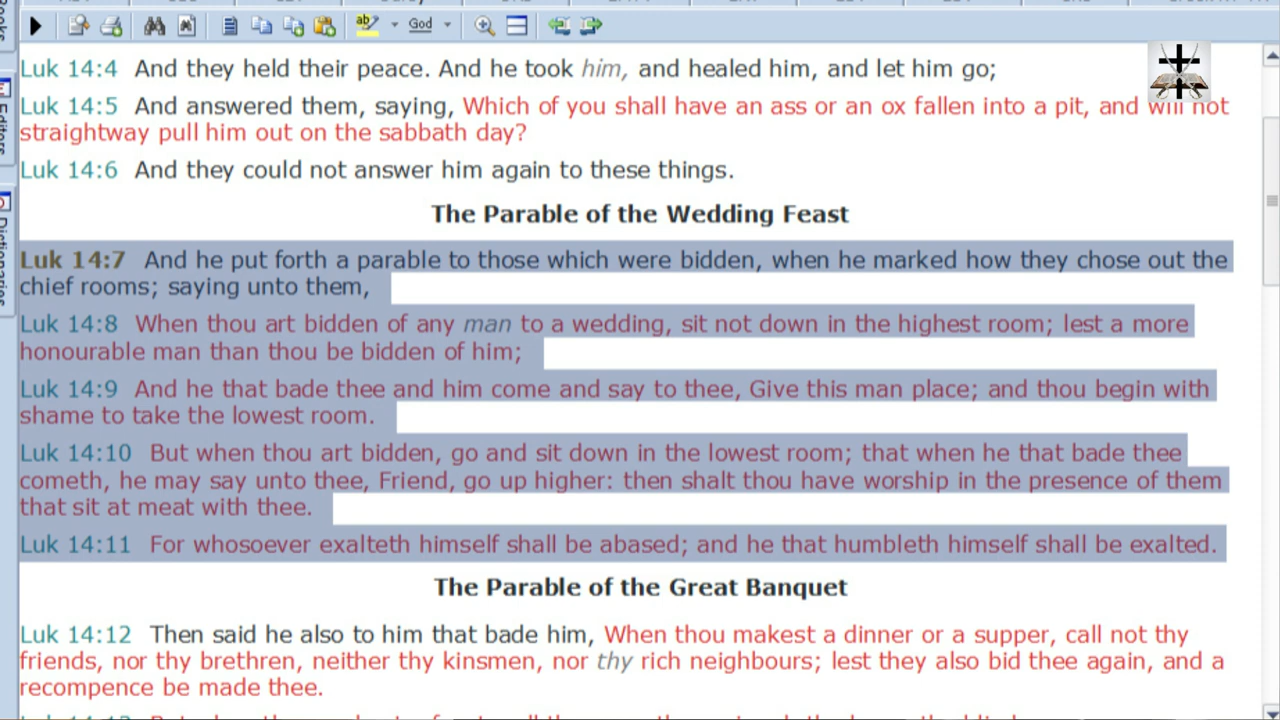 God
Luk 14:4 And they held their peace. And he took him, and healed him, and let him go;
Luk 14:5 And answered them, saying, Which of you shall have an ass or an ox fallen into a pit, and will not
straightway pull him out on the sabbath day?
Luk 14:6 And they could not answer him again to these things.
Editors
Dictionaries
The Parable of the Wedding Feast
Luk 14:7 And he put forth a parable to those which were bidden, when he marked how they chose out the
chief rooms; saying unto them,
Luk 14:8 When thou art bidden of any man to a wedding, sit not down in the highest room; lest a more
honourable man than thou be bidden of him;
Luk 14:9 And he that bade thee and him come and say to thee, Give this man place; and thou begin with
shame to take the lowest room.
Luk 14:10 But when thou art bidden, go and sit down in the lowest room; that when he that bade thee
cometh, he may say unto thee, Friend, go up higher: then shalt thou have worship in the presence of them
that sit at meat with thee.
Luk 14:11 For whosoever exalteth himself shall be abased; and he that humbleth himself shall be exalted.
The Parable of the Great Banquet
Luk 14:12 Then said he also to him that bade him, When thou makest a dinner or a supper, call not thy
friends, nor thy brethren, neither thy kinsmen, nor thy rich neighbours; lest they also bid thee again, and a
recompence be made thee.